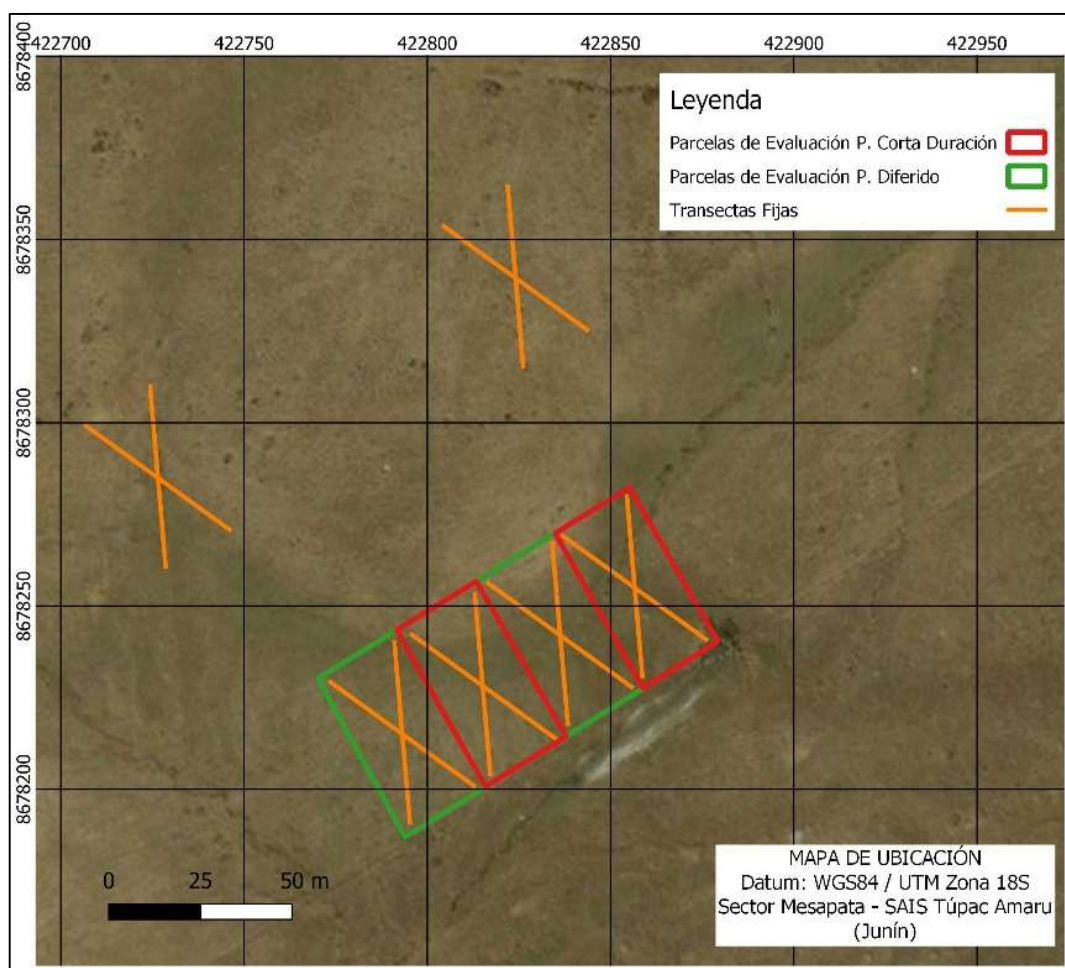 422700 422750 422800 422850 422900 422950
8678400
Leyenda
Parcelas de Evaluación P. Corta Duración
Parcelas de Evaluación P. Diferido
Transectas Fijas
8678350
8678300
8678250
8678200
0 25 50 m
MAPA DE UBICACIÓN
Datum: WGS84 / UTM Zona 18S
Sector Mesapata - SAIS Túpac Amaru
(Junín)